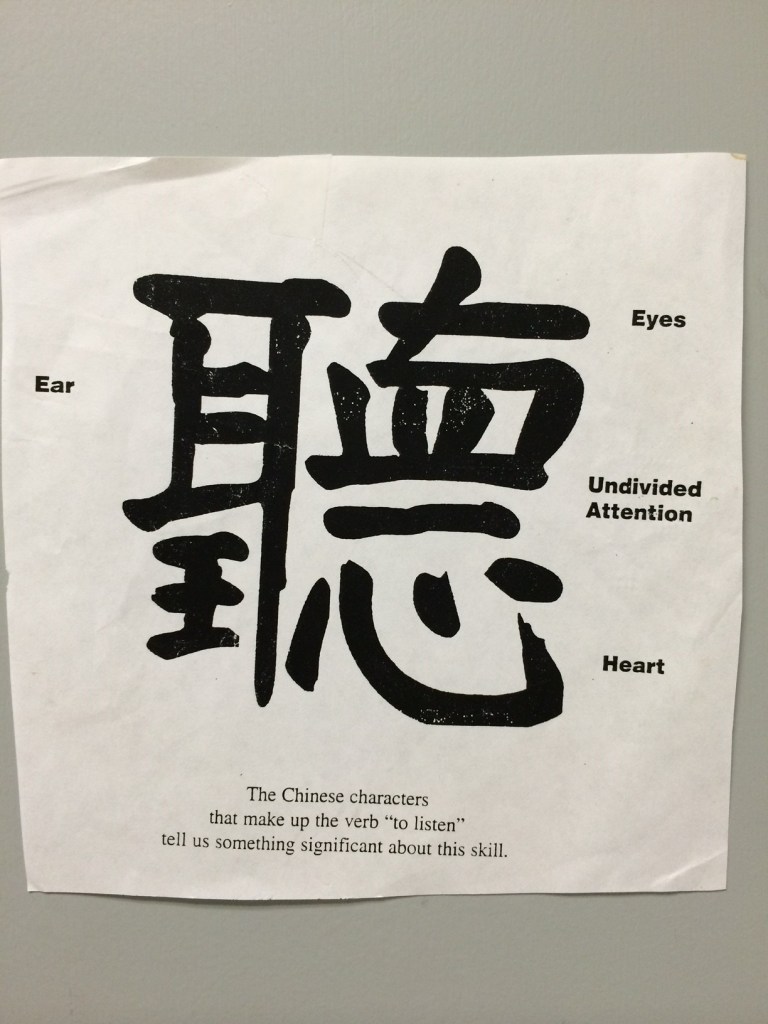 聽
Ear
Eyes
Undivided
Attention
Heart
The Chinese characters
that make up the verb “to listen”
tell us something significant about this skill.